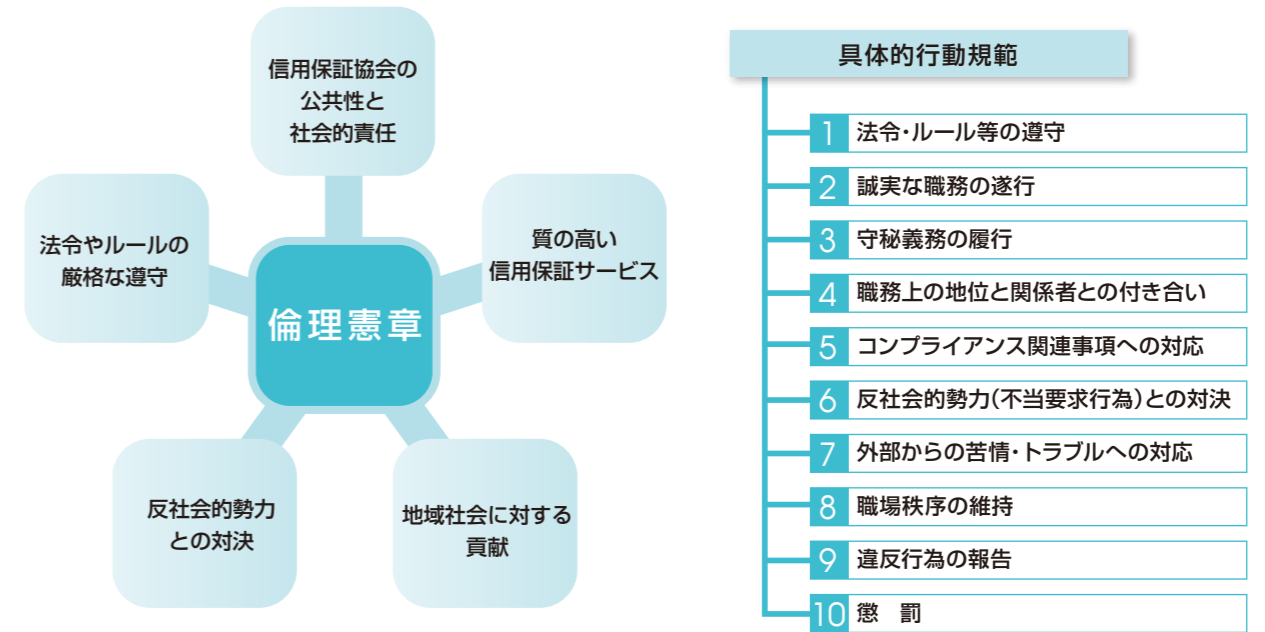 信用保証協会の
公共性と
社会的責任
法令やルールの
厳格な遵守
質の高い
信用保証サービス
倫理憲章
反社会的勢力
との対決
地域社会に対する
貢献
具体的行動規範
1 法令・ルール等の遵守
2 誠実な職務の遂行
3 守秘義務の履行
4 職務上の地位と関係者との付き合い
5 コンプライアンス関連事項への対応
6 反社会的勢力(不当要求行為)との対決
7 外部からの苦情・トラブルへの対応
8 職場秩序の維持
9 違反行為の報告
10 懲　罰